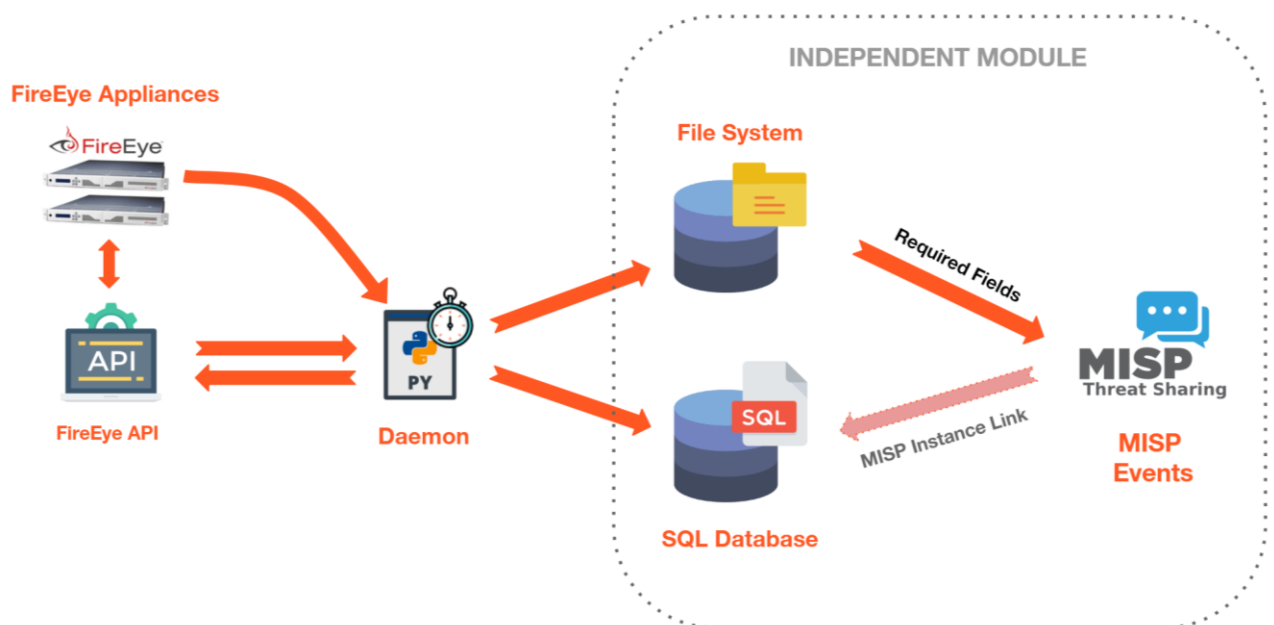 INDEPENDENT MODULE
FireEye Appliances
FireEye
File System
Required Fields
API
PY
MISP
Threat Sharing
FireEye API
Daemon
SQL
MISP Instance Link
MISP
Events
SQL Database